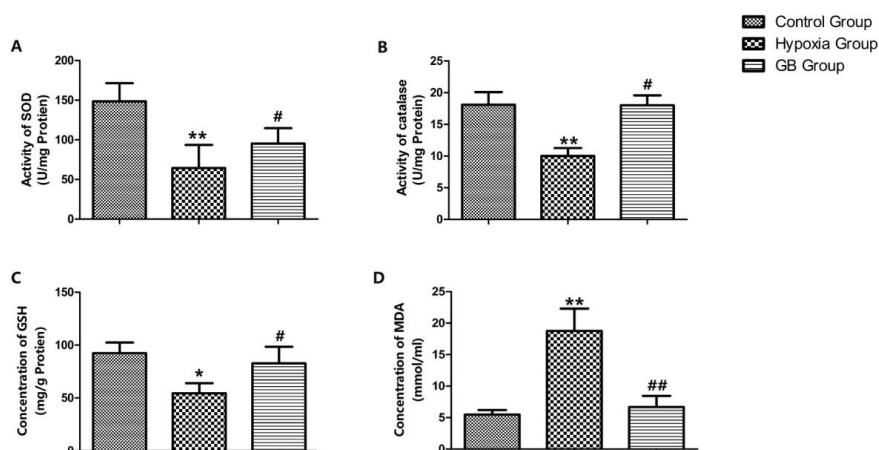 Control Group
Hypoxia Group
GB Group
A
Activity of SOD
(U/mg Protien)
200
150
100
50
0
**
#
B
Activity of catalase
(U/mg Protein)
25
20
15
10
5
0
**
#
C
Concentration of GSH
(mg/g Protien)
150
100
50
0
*
#
D
Concentration of MDA
(mmol/ml)
25
20
15
10
5
0
**
##